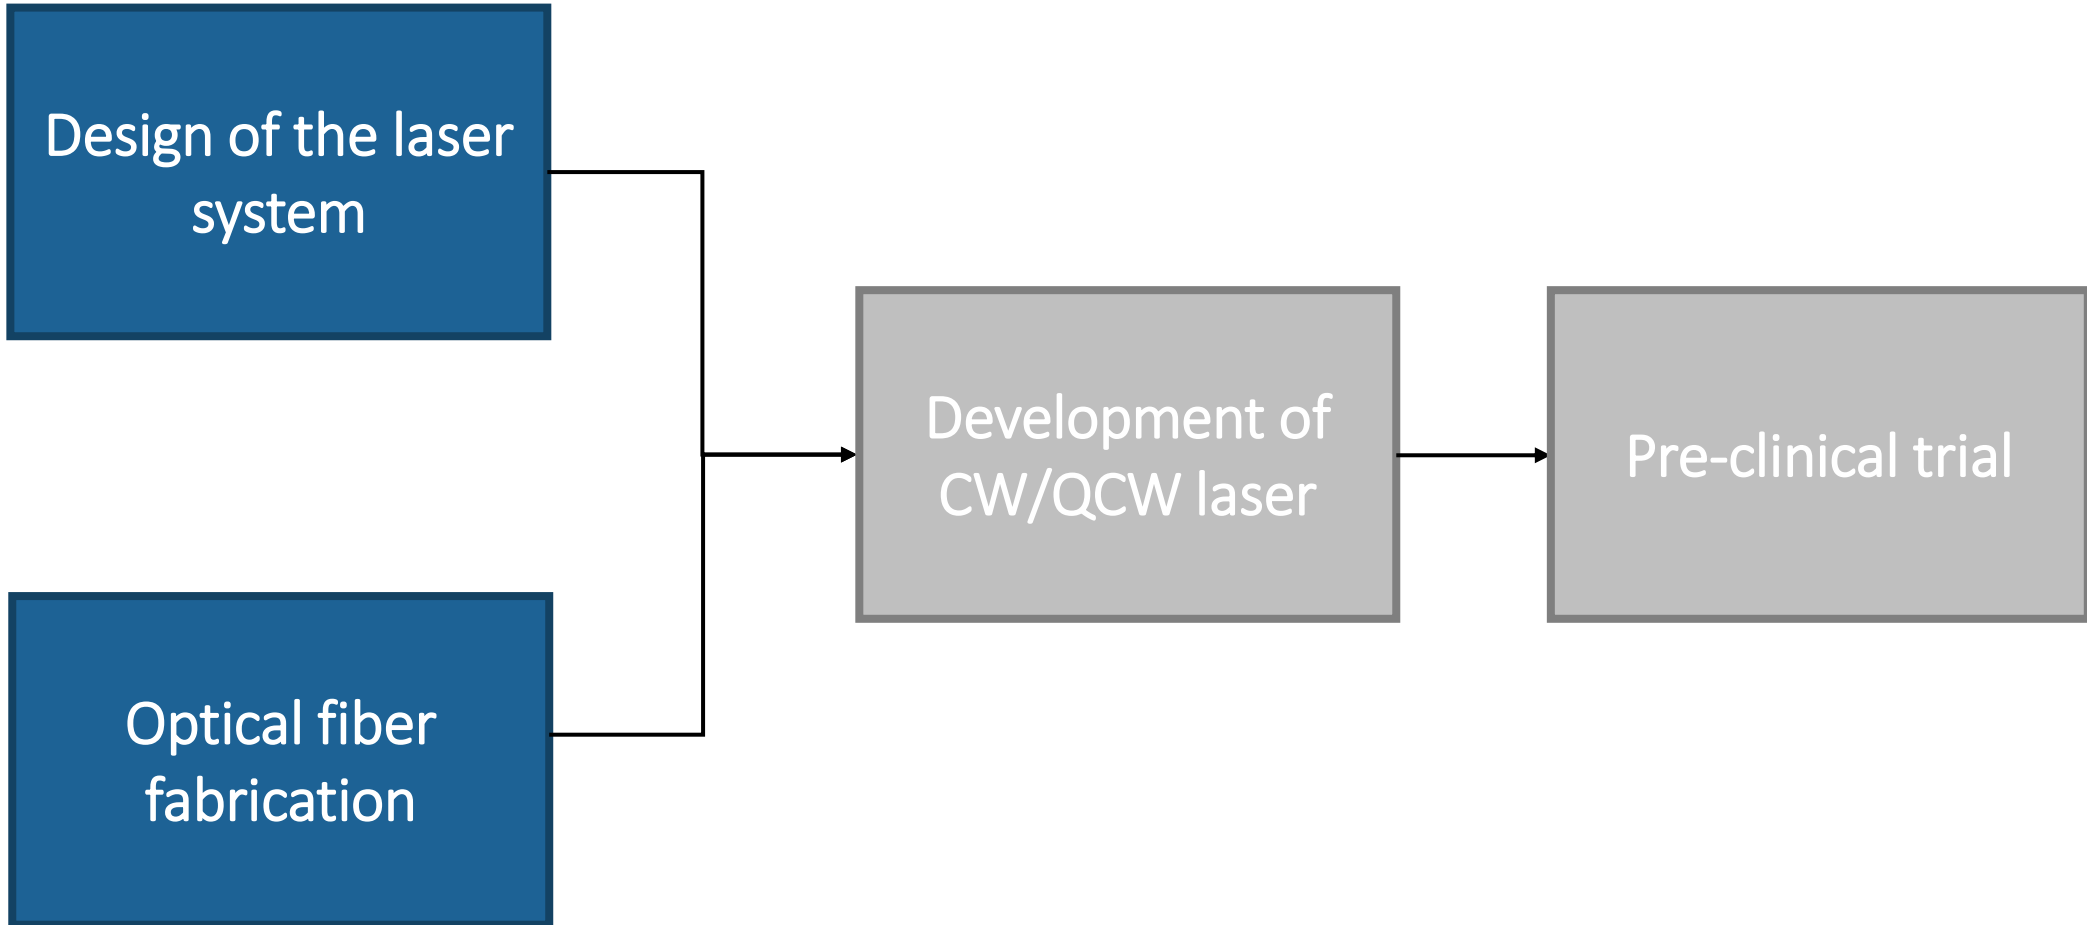 Design of the laser
system
Development of
CW/QCW laser
Pre-clinical trial
Optical fiber
fabrication